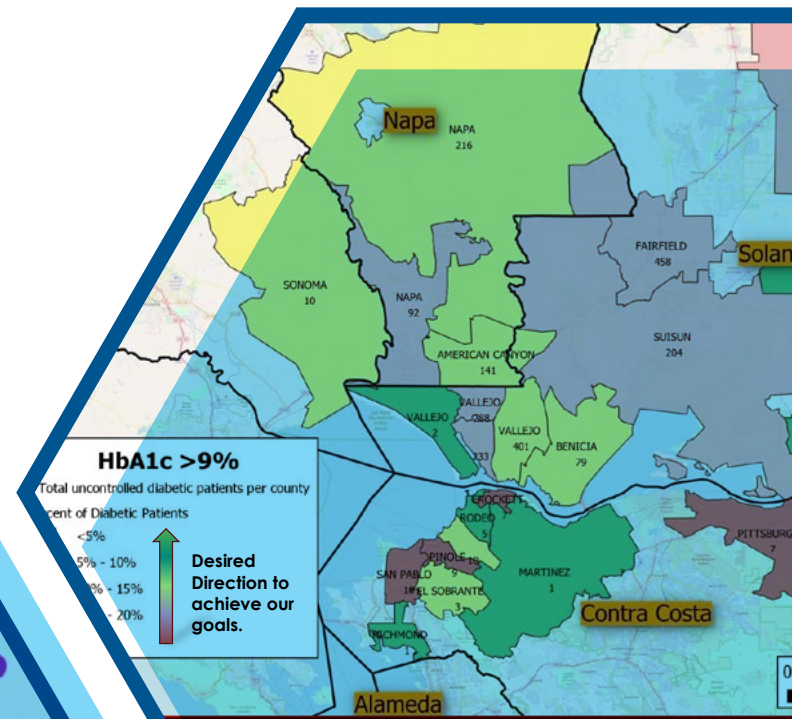 Napa
NAPA
216
FAIRFIELD
458
Solan
SONOMA
10
NAPA
92
SUISUN
204
AMERICAN CANYON
141
VALLEJO
VALLEJO
2
VALLEJO
401
BENICIA
79
HbA1c >9%
Total uncontrolled diabetic patients per county
cent of Diabetic Patients
<5%
5% - 10%
% - 15%
- 20%
Desired
Direction to
achieve our
goals.
CROCKETT
RODEO
5
PINOLE
9
SAN PABLO
EL SOBRANTE
3
MARTINEZ
1
PITTSBURG
7
RICHMOND
1
Contra Costa
Alameda
0